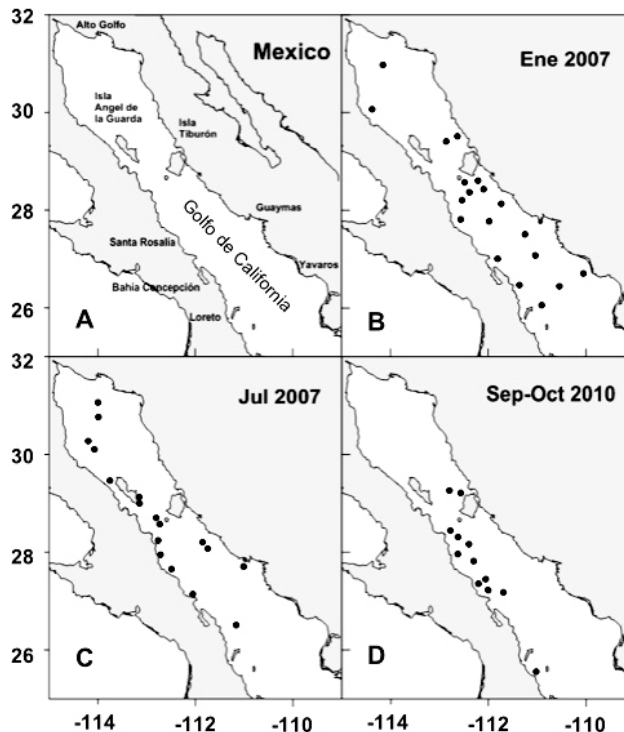 32
Alto Golfo
Mexico
Isla
Angel de
la Guarda
Isla
Tiburón
30
28
Guaymas
Golfo de California
Santa Rosalía
Yavaros
Bahia Concepción
26
A
Loreto
Ene 2007
B
32
Jul 2007
30
28
26
C
Sep-Oct 2010
D
-114
-112
-110
-114
-112
-110